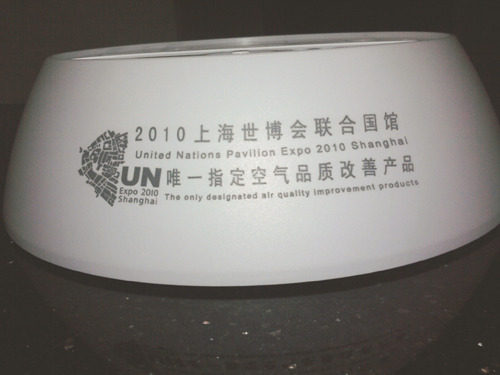 2010上海世博会联合国馆
United Nations Pavilion Expo 2010 Shanghai
UN
唯一指定空气品质改善产品
Expo 2010
Shanghai
The only designated air quality improvement products